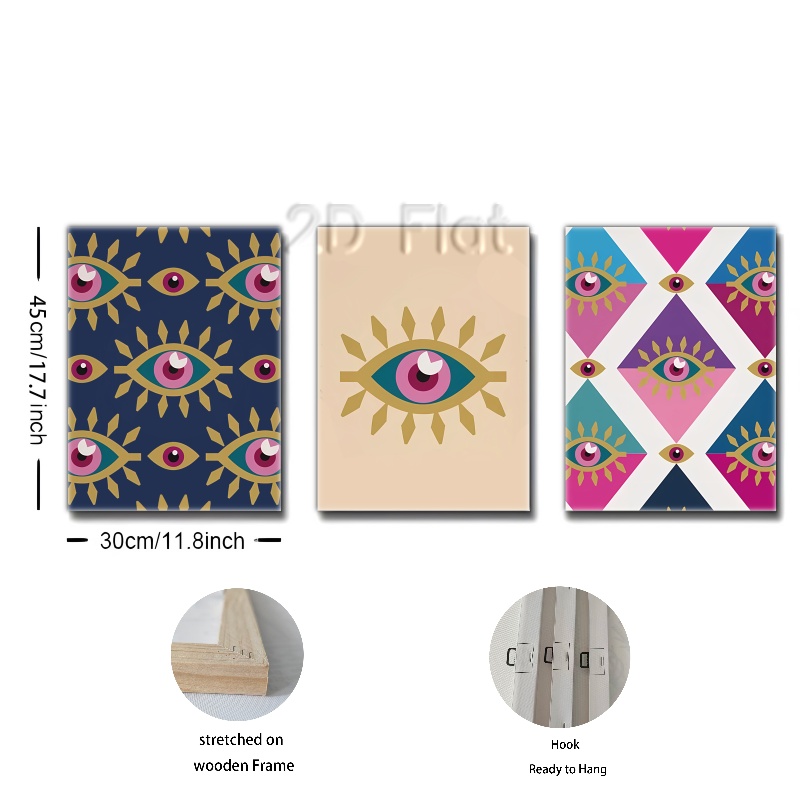 2D Flat
45cm/17.7inch
30cm/11.8inch
stretched on
wooden Frame
Hook
Ready to Hang